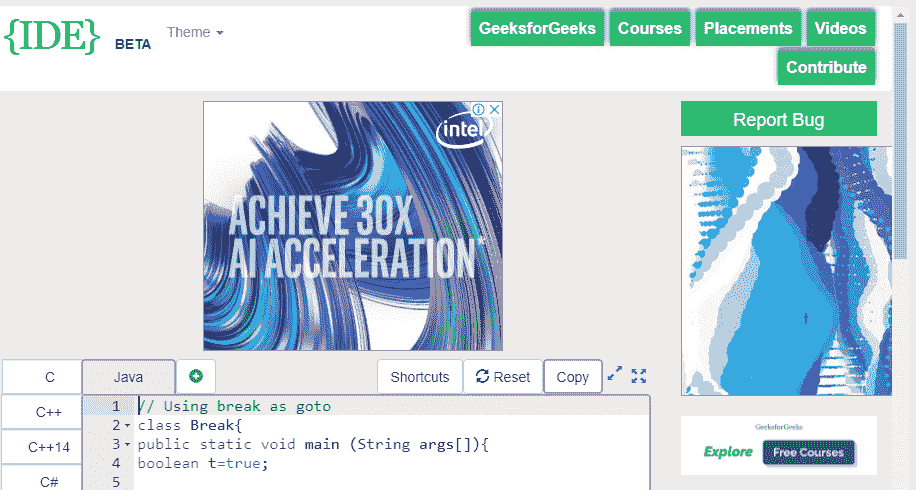 {IDE} BETA Theme
GeeksforGeeks Courses Placements Videos
Contribute
intel
ACHIEVE 30X
AI ACCELERATION*
Report Bug
C Java Shortcuts Reset Copy
C++
C++14
C#
1 // Using break as goto
2 class Break{
3 public static void main (String args[]){
4 boolean t=true;
5
GeeksforGeeks
Explore Free Courses